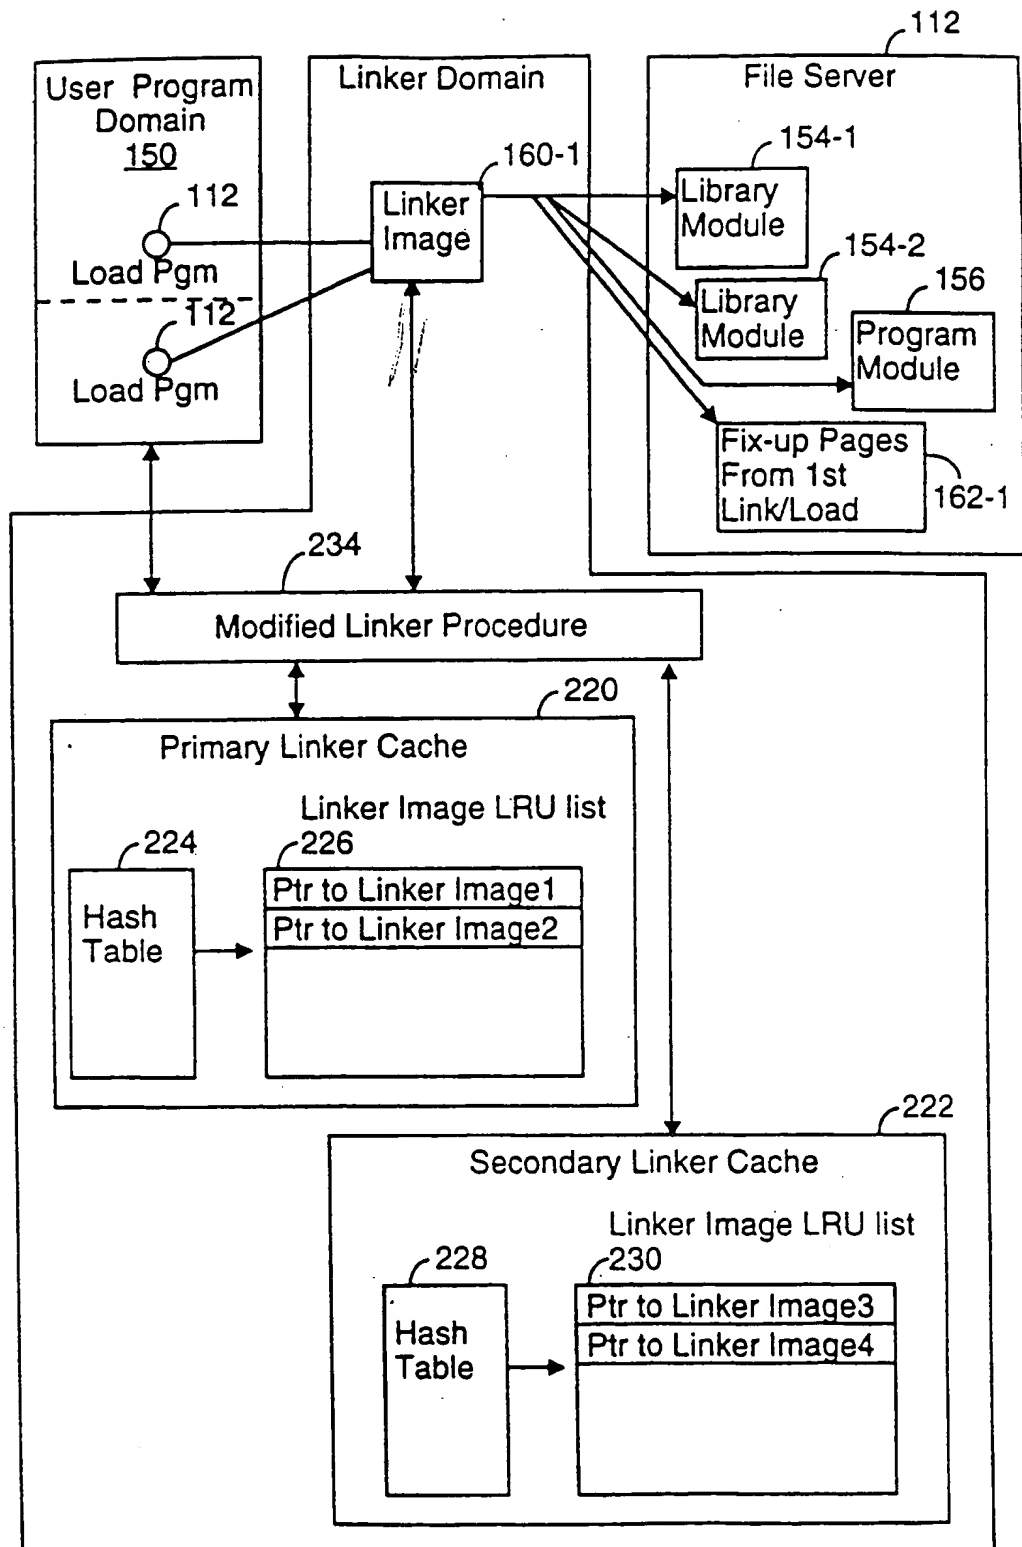 112
User Program
Domain
150
Linker Domain
File Server
112
Load Pgm
112
Load Pgm
160-1
Linker
Image
154-1
Library
Module
154-2
Library
Module
156
Program
Module
Fix-up Pages
From 1st
Link/Load
162-1
234
Modified Linker Procedure
220
Primary Linker Cache
Linker Image LRU list
224
226
Hash
Table
Ptr to Linker Image1
Ptr to Linker Image2
222
Secondary Linker Cache
Linker Image LRU list
228
230
Hash
Table
Ptr to Linker Image3
Ptr to Linker Image4